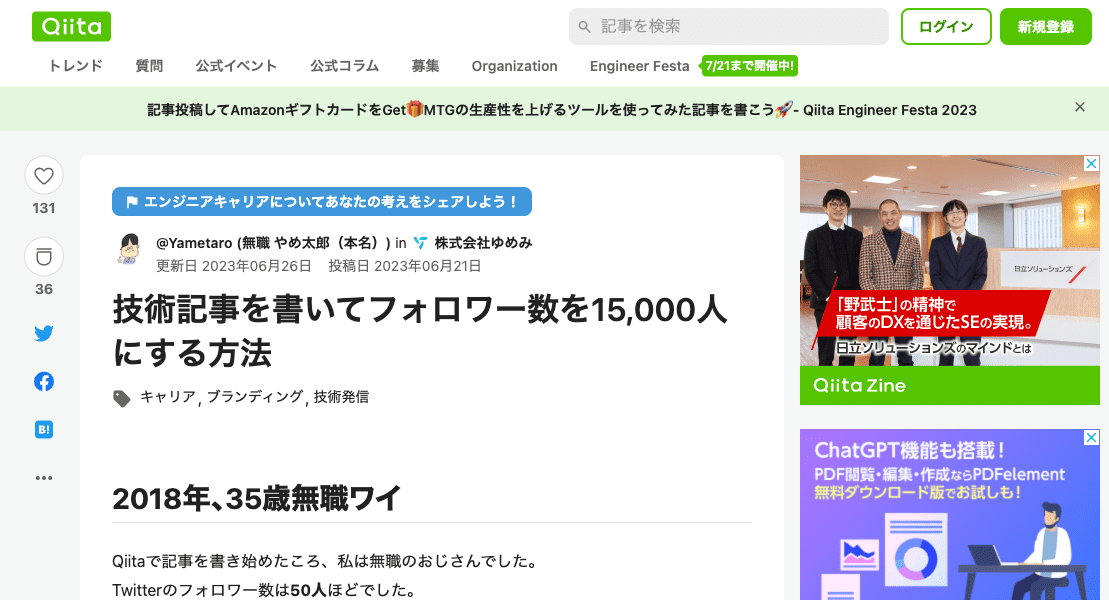 Qiita
記事を検索
ログイン
新規登録
トレンド
質問
公式イベント
公式コラム
募集
Organization
Engineer Festa
7/21まで開催中!
記事投稿してAmazonギフトカードをGet🎁MTGの生産性を上げるツールを使ってみた記事を書こう🚀- Qiita Engineer Festa 2023
131
36
B!
エンジニアキャリアについてあなたの考えをシェアしよう!
@Yametaro (無職 やめ太郎(本名)) in 株式会社ゆめみ
更新日 2023年06月26日 投稿日 2023年06月21日
技術記事を書いてフォロワー数を15,000人
にする方法
キャリア, ブランディング, 技術発信
2018年、35歳無職ワイ
Qiitaで記事を書き始めたころ、私は無職のおじさんでした。
Twitterのフォロワー数は50人ほどでした。
日立ソリューションズ
「野武士」の精神で
顧客のDXを通じたSEの実現。
日立ソリューションズのマインドとは
Qiita Zine
ChatGPT機能も搭載!
PDF閲覧・編集・作成ならPDFelement
無料ダウンロード版でお試しも!